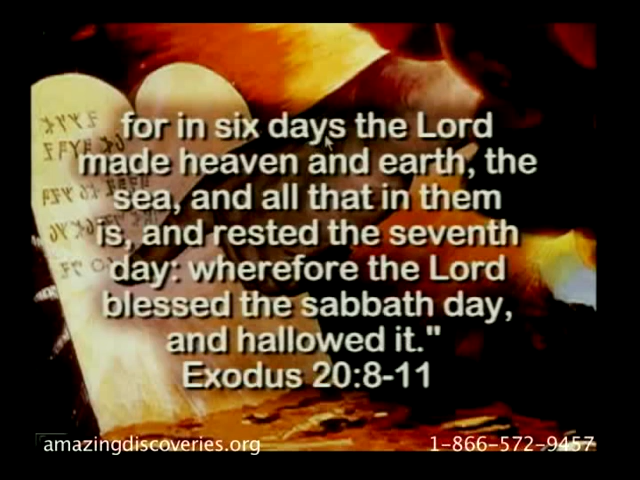 for in six days the Lord
made heaven and earth, the
sea, and all that in them
is, and rested the seventh
day: wherefore the Lord
blessed the sabbath day,
and hallowed it."
Exodus 20:8-11
amazingdiscoveries.org 1-866-572-9457